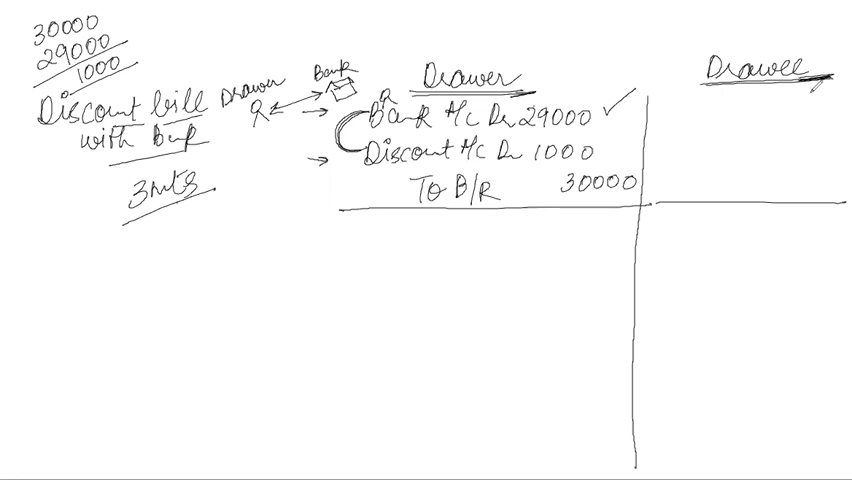 30000
29000
1000
Discount bill
with Bank
3mts
Drawer
Bank
Drawer
Bank A/c Dr 29000
Discount A/c Dr 1000
To B/R 30000
Drawee